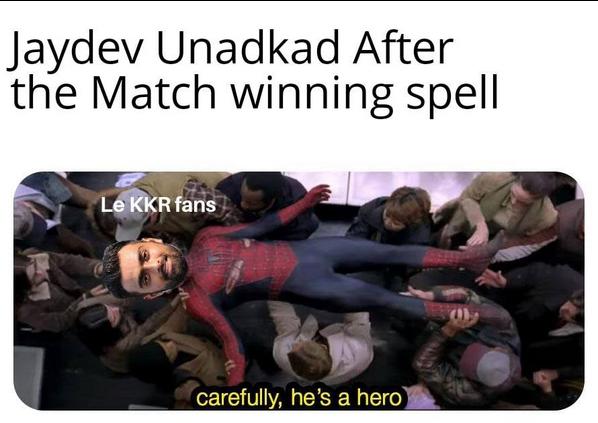 Jaydev Unadkad After
the Match winning spell
Le KKR fans
carefully, he's a hero